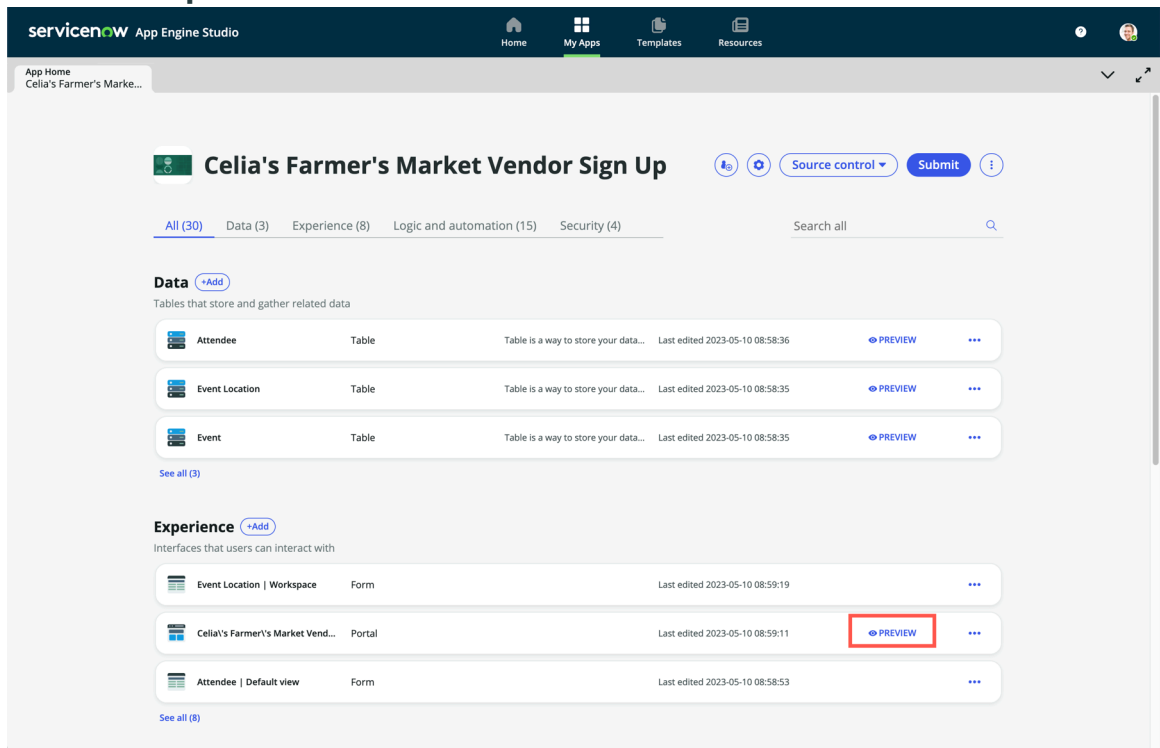 servicenow App Engine Studio
Home
My Apps
Templates
Resources
App Home
Celia's Farmer's Marke...
Celia's Farmer's Market Vendor Sign Up
Source control
Submit
All (30) Data (3) Experience (8) Logic and automation (15) Security (4)
Search all
Data +Add
Tables that store and gather related data
Attendee Table Table is a way to store your data... Last edited 2023-05-10 08:58:36 PREVIEW
Event Location Table Table is a way to store your data... Last edited 2023-05-10 08:58:35 PREVIEW
Event Table Table is a way to store your data... Last edited 2023-05-10 08:58:35 PREVIEW
See all (3)
Experience +Add
Interfaces that users can interact with
Event Location | Workspace Form Last edited 2023-05-10 08:59:19
Celia\'s Farmer\'s Market Vend... Portal Last edited 2023-05-10 08:59:11 PREVIEW
Attendee | Default view Form Last edited 2023-05-10 08:58:53
See all (8)